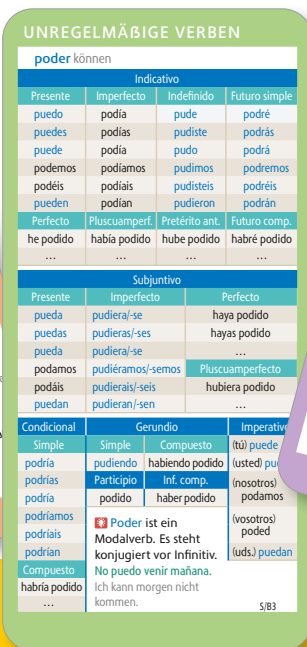 UNREGELMÄßIGE VERBEN
poder können
Indicativo
Presente Imperfecto Indefinido Futuro simple
puedo podía pude podré
puedes podías pudiste podrás
puede podía pudo podrá
podemos podíamos pudimos podremos
podéis podíais pudisteis podréis
pueden podían pudieron podrán
Perfecto Pluscuamperf. Pretérito ant. Futuro comp.
he podido había podido hube podido habré podido
… … … …
Subjuntivo
Presente Imperfecto Perfecto
pueda pudiera/-se haya podido
puedas pudieras/-ses hayas podido
pueda pudiera/-se …
podamos pudiéramos/-semos Pluscuamperfecto
podáis pudierais/-seis hubiera podido
puedan pudieran/-sen …
Condicional
Simple
podría
podrías
podría
podríamos
podríais
podrían
Compuesto
habría podido
…
Gerundio
Simple Compuesto
pudiendo habiendo podido
Participio Inf. comp.
podido haber podido
Poder ist ein
Modalverb. Es steht
konjugiert vor Infinitiv.
No puedo venir mañana.
Ich kann morgen nicht
kommen.
Imperativo
(tú) puede
(usted)
(nosotros)
podamos
(vosotros)
poded
(uds.) puedan
S/B3